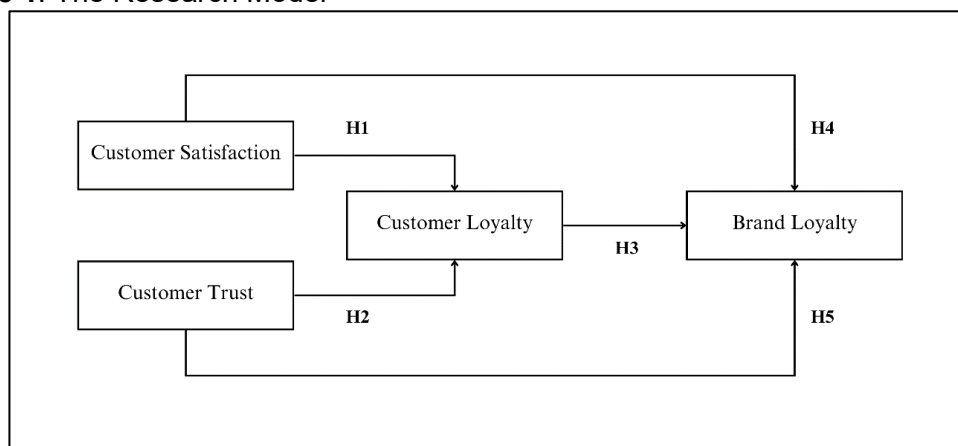 The Research Model
H1
H4
Customer Satisfaction
Customer Loyalty
Brand Loyalty
H3
Customer Trust
H2
H5